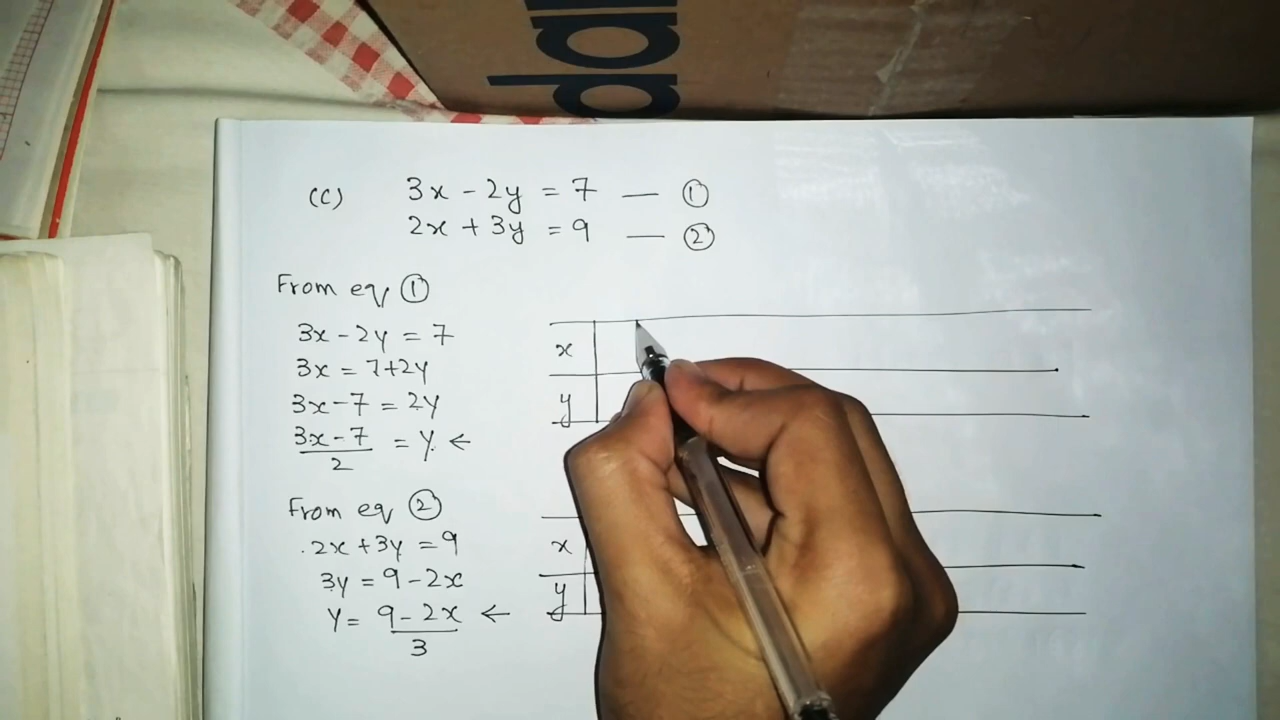 (c) 3x - 2y = 7 — ①
2x + 3y = 9 — ②
From eq ①
3x - 2y = 7
3x = 7+2y
3x - 7 = 2y
3x - 7 / 2 = y ←
x
y
From eq ②
2x + 3y = 9
3y = 9 - 2x
y = 9 - 2x / 3 ←
x
y